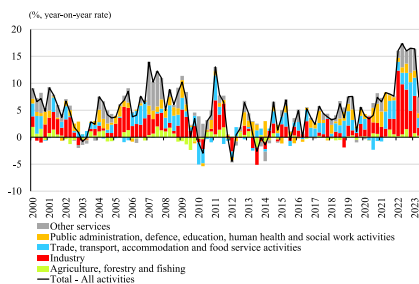 (%, year-on-year rate)
20
15
10
5
0
-5
-10
2000 2001 2002 2003 2004 2005 2006 2007 2008 2009 2010 2011 2012 2013 2014 2015 2016 2017 2018 2019 2020 2021 2022 2023
Other services
Public administration, defence, education, human health and social work activities
Trade, transport, accommodation and food service activities
Industry
Agriculture, forestry and fishing
Total - All activities